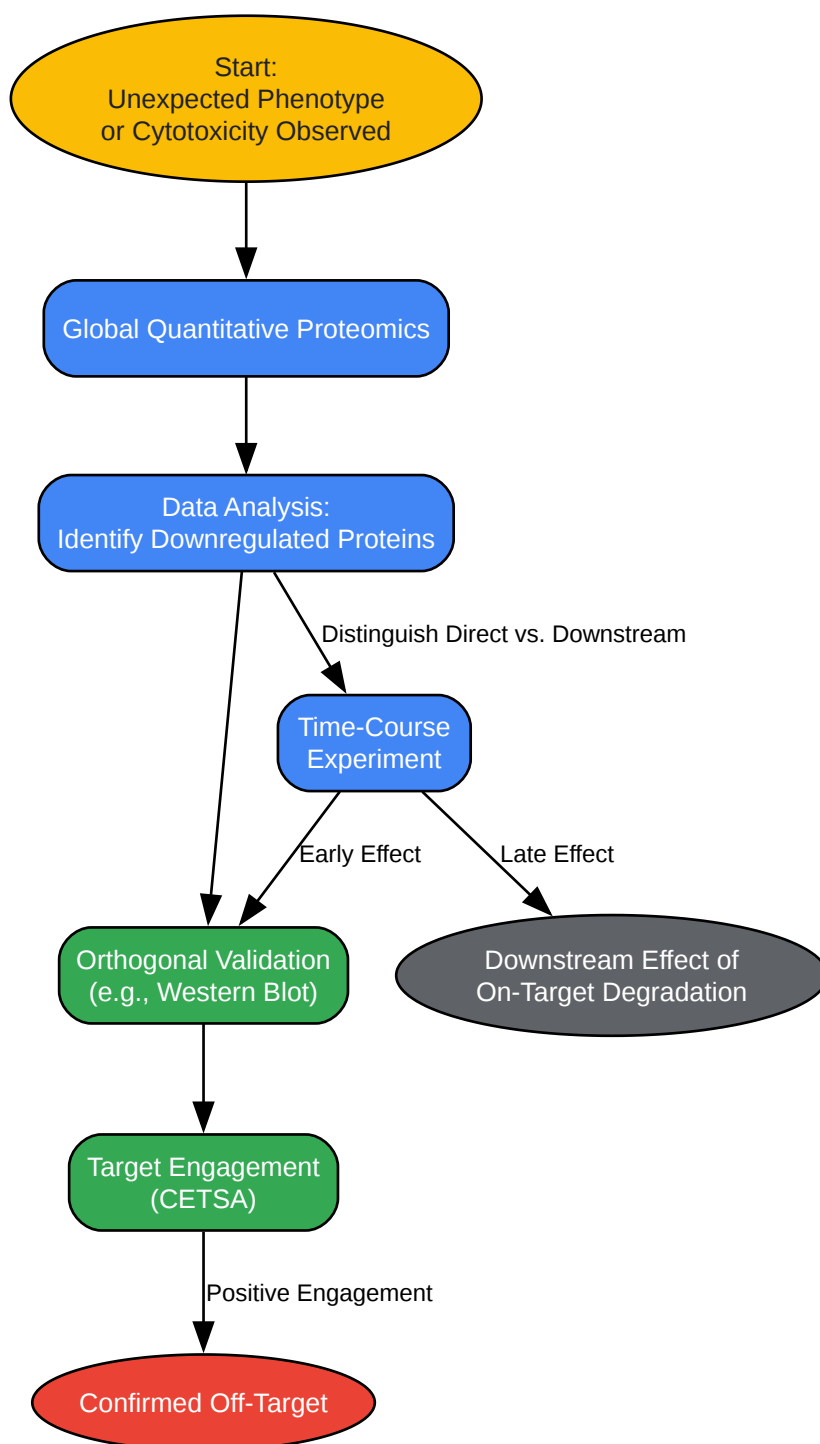 Start:
Unexpected Phenotype
or Cytotoxicity Observed
Global Quantitative Proteomics
Data Analysis:
Identify Downregulated Proteins
Distinguish Direct vs. Downstream
Time-Course
Experiment
Early Effect
Late Effect
Orthogonal Validation
(e.g., Western Blot)
Downstream Effect of
On-Target Degradation
Target Engagement
(CETSA)
Positive Engagement
Confirmed Off-Target